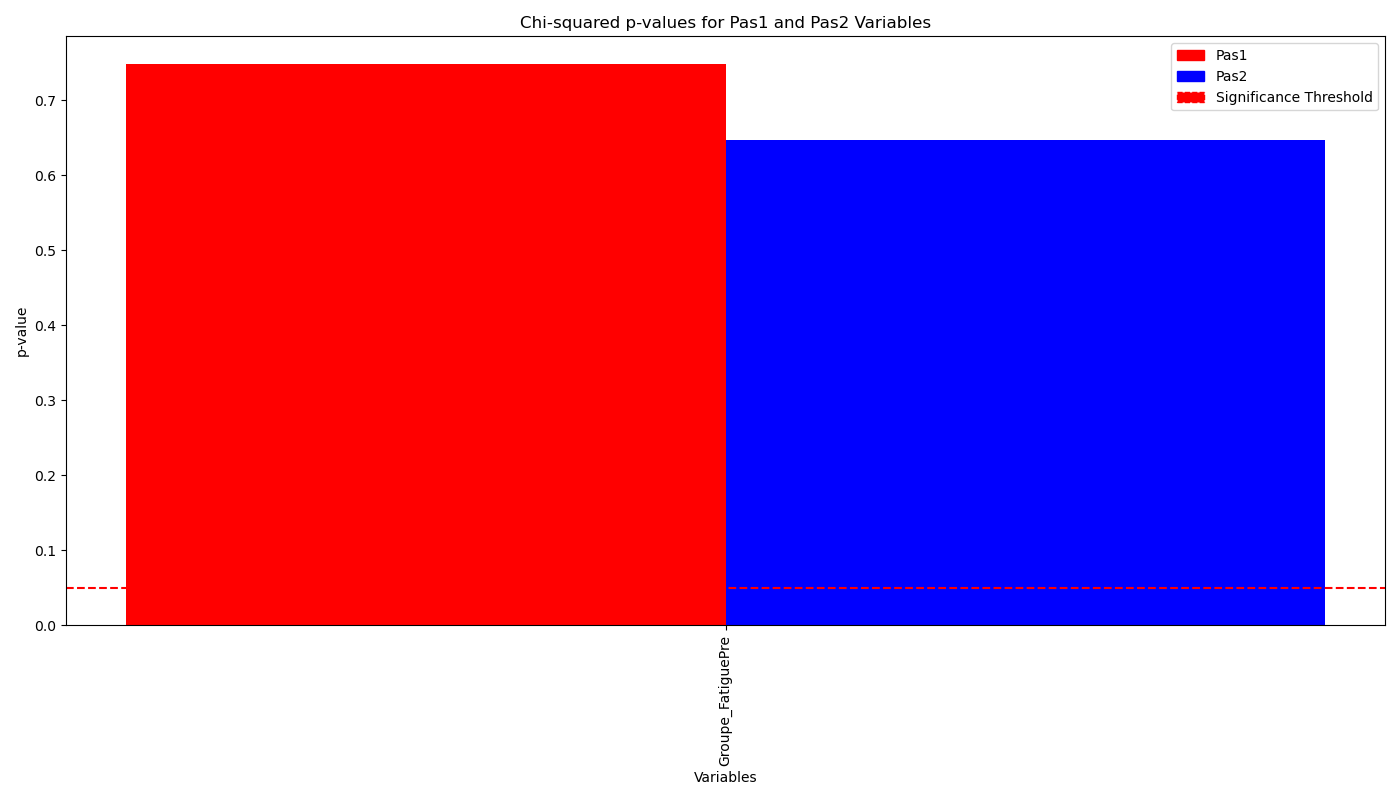 Chi-squared p-values for Pas1 and Pas2 Variables
Pas1
Pas2
Significance Threshold
p-value
0.7
0.6
0.5
0.4
0.3
0.2
0.1
0.0
Groupe_FatiguePre
Variables